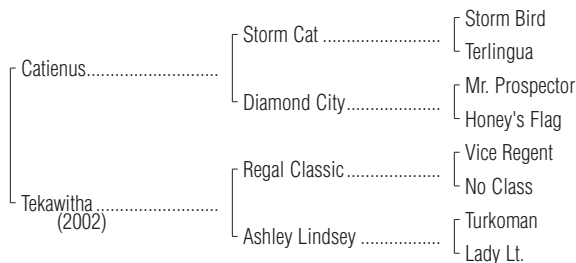 Storm Bird
Storm Cat ..............................
Terlingua
Catienus..................................
Mr. Prospector
Diamond City........................
Honey's Flag
Vice Regent
Regal Classic ........................
No Class
Tekawitha ...............................
(2002)
Turkoman
Ashley Lindsey ....................
Lady Lt.